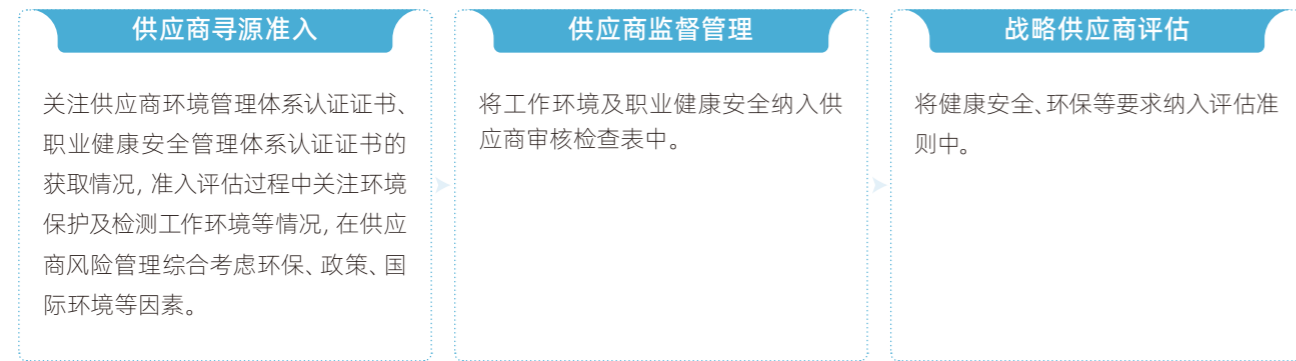 供应商寻源准入
关注供应商环境管理体系认证证书、
职业健康安全管理体系认证证书的
获取情况, 准入评估过程中关注环境
保护及检测工作环境等情况, 在供应
商风险管理综合考虑环保、政策、国
际环境等因素。
供应商监督管理
将工作环境及职业健康安全纳入供
应商审核检查表中。
战略供应商评估
将健康安全、环保等要求纳入评估准
则中。